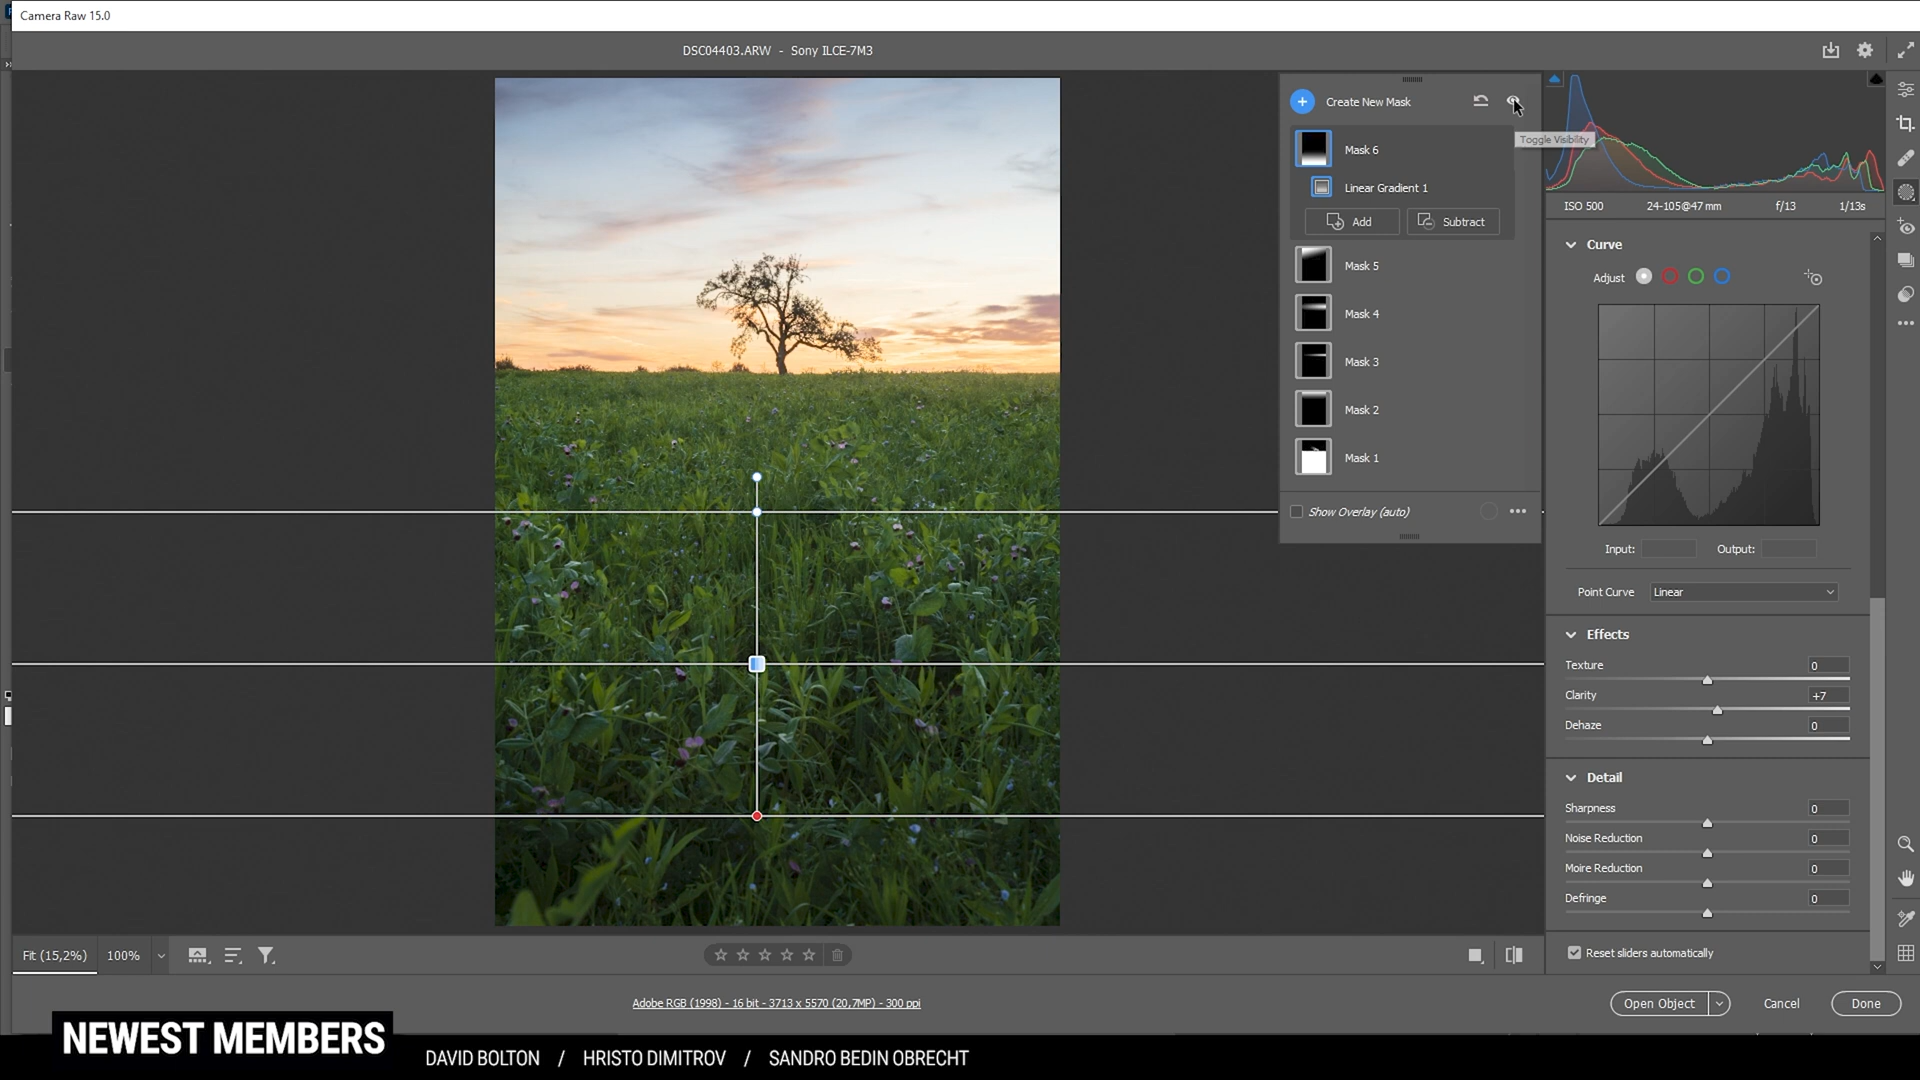 Camera Raw 15.0
DSC04403.ARW - Sony ILCE-7M3
Create New Mask
Toggle Visibility
Mask 6
Linear Gradient 1
Add
Subtract
Mask 5
Mask 4
Mask 3
Mask 2
Mask 1
Show Overlay (auto)
ISO 500 24-105@47 mm f/13 1/13s
Curve
Adjust
Input: Output:
Point Curve Linear
Effects
Texture 0
Clarity +7
Dehaze 0
Detail
Sharpness 0
Noise Reduction 0
Moire Reduction 0
Defringe 0
Reset sliders automatically
Fit (15,2%) 100%
Adobe RGB (1998) - 16 bit - 3713 x 5570 (20,7MP) - 300 ppi
Open Object Cancel Done
NEWEST MEMBERS
DAVID BOLTON / HRISTO DIMITROV / SANDRO BEDIN OBRECHT